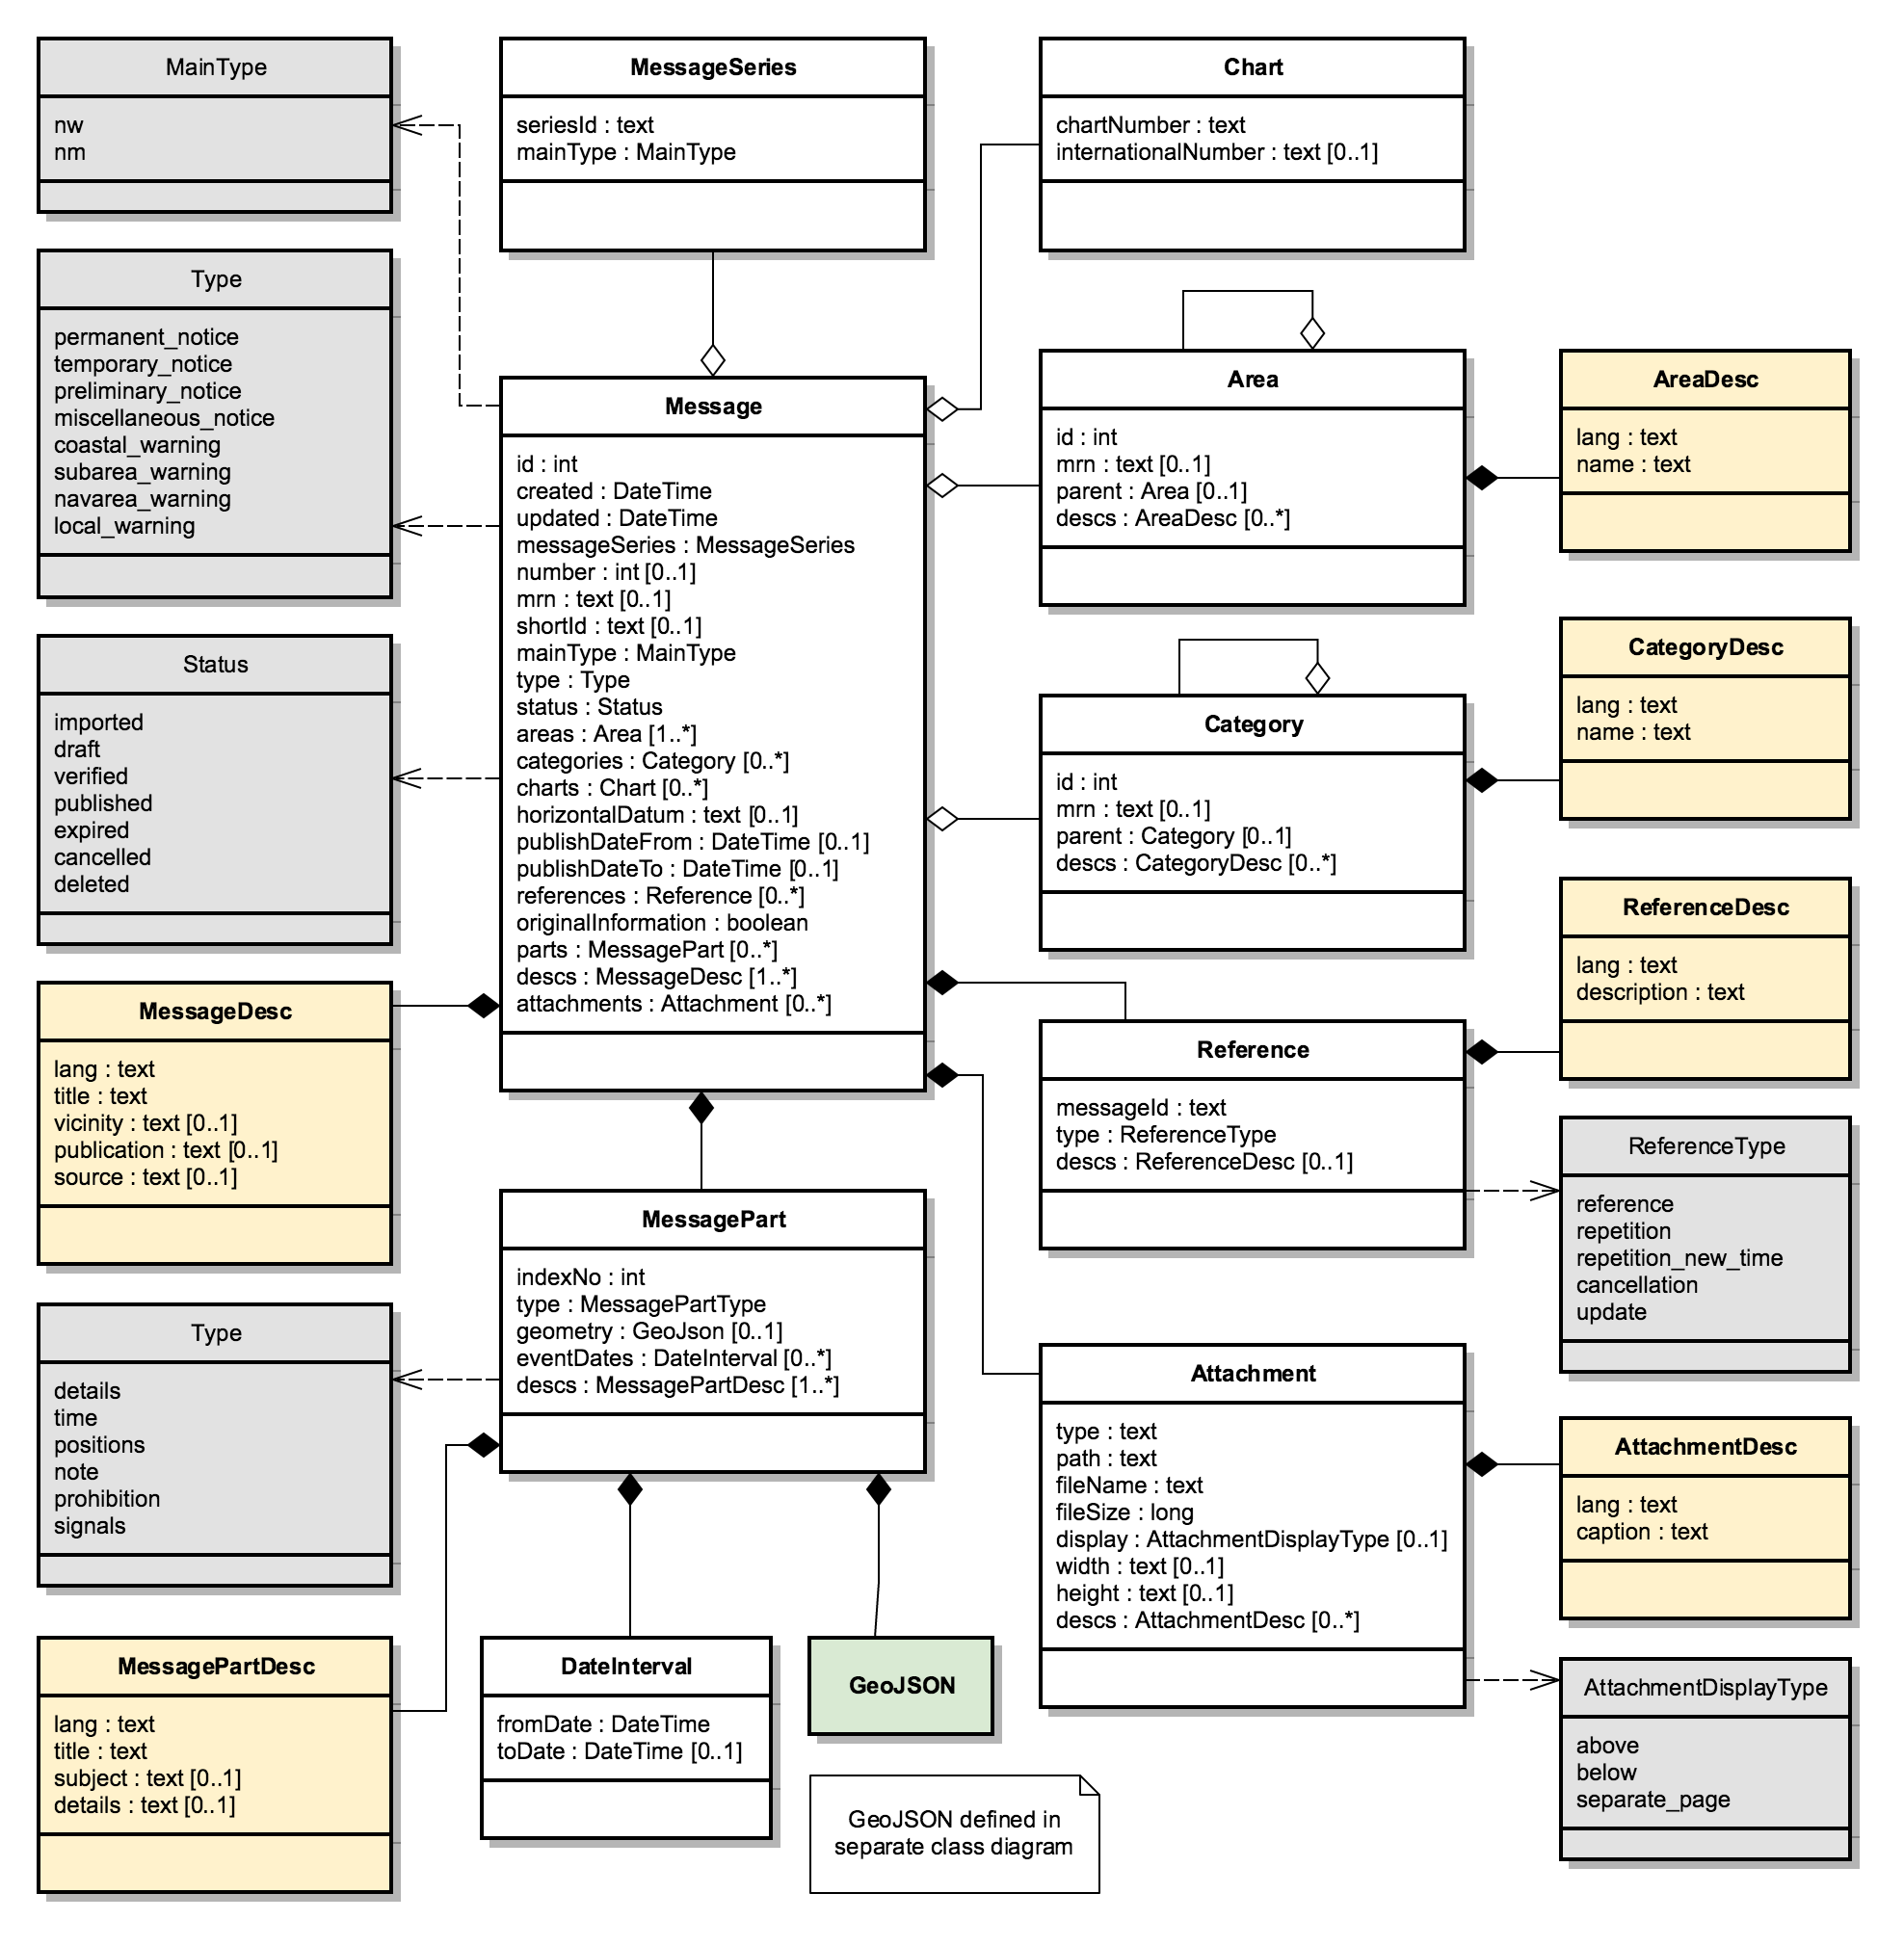 MainType
nw
nm
Type
permanent_notice
temporary_notice
preliminary_notice
miscellaneous_notice
coastal_warning
subarea_warning
navarea_warning
local_warning
Status
imported
draft
verified
published
expired
cancelled
deleted
MessageDesc
lang : text
title : text
vicinity : text [0..1]
publication : text [0..1]
source : text [0..1]
Type
details
time
positions
note
prohibition
signals
MessagePartDesc
lang : text
title : text
subject : text [0..1]
details : text [0..1]
MessageSeries
seriesId : text
mainType : MainType
Message
id : int
created : DateTime
updated : DateTime
messageSeries : MessageSeries
number : int [0..1]
mrn : text [0..1]
shortId : text [0..1]
mainType : MainType
type : Type
status : Status
areas : Area [1..*]
categories : Category [0..*]
charts : Chart [0..*]
horizontalDatum : text [0..1]
publishDateFrom : DateTime [0..1]
publishDateTo : DateTime [0..1]
references : Reference [0..*]
originalInformation : boolean
parts : MessagePart [0..*]
descs : MessageDesc [1..*]
attachments : Attachment [0..*]
MessagePart
indexNo : int
type : MessagePartType
geometry : GeoJson [0..1]
eventDates : DateInterval [0..*]
descs : MessagePartDesc [1..*]
DateInterval
fromDate : DateTime
toDate : DateTime [0..1]
GeoJSON
GeoJSON defined in
separate class diagram
Chart
chartNumber : text
internationalNumber : text [0..1]
Area
id : int
mrn : text [0..1]
parent : Area [0..1]
descs : AreaDesc [0..*]
Category
id : int
mrn : text [0..1]
parent : Category [0..1]
descs : CategoryDesc [0..*]
Reference
messageId : text
type : ReferenceType
descs : ReferenceDesc [0..1]
Attachment
type : text
path : text
fileName : text
fileSize : long
display : AttachmentDisplayType [0..1]
width : text [0..1]
height : text [0..1]
descs : AttachmentDesc [0..*]
AreaDesc
lang : text
name : text
CategoryDesc
lang : text
name : text
ReferenceDesc
lang : text
description : text
ReferenceType
reference
repetition
repetition_new_time
cancellation
update
AttachmentDesc
lang : text
caption : text
AttachmentDisplayType
above
below
separate_page